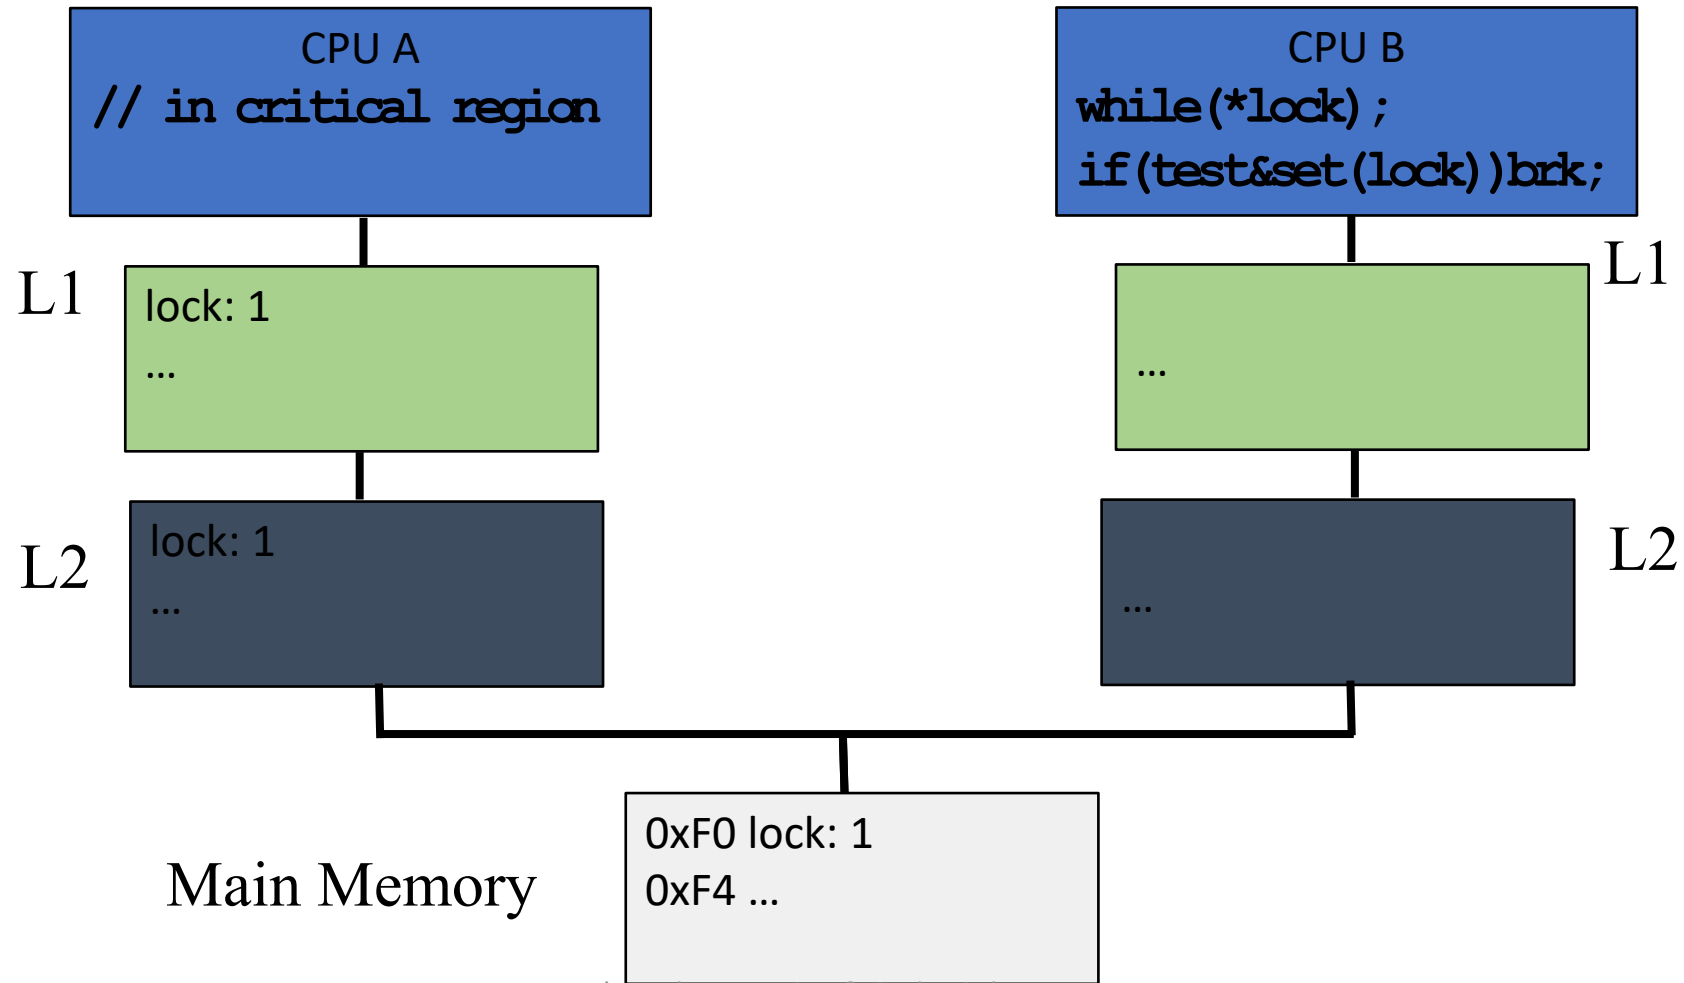 CPU A
// in critical region
CPU B
while(*lock);
if(test&set(lock))brk;
L1
lock: 1
…
…
L1
L2
lock: 1
…
…
L2
Main Memory
0xF0 lock: 1
0xF4 …